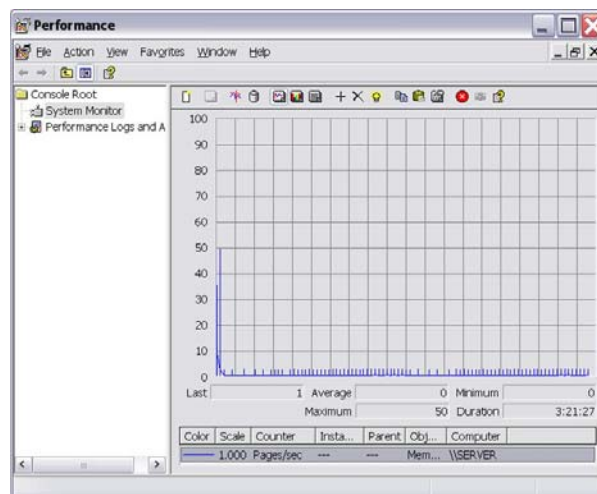 Performance
File Action View Favorites Window Help
Console Root
System Monitor
Performance Logs and A
100
90
80
70
60
50
40
30
20
10
0
Last 1 Average 0 Minimum 0
Maximum 50 Duration 3:21:27
Color Scale Counter Insta... Parent Obj... Computer
1.000 Pages/sec --- --- Mem... \\SERVER